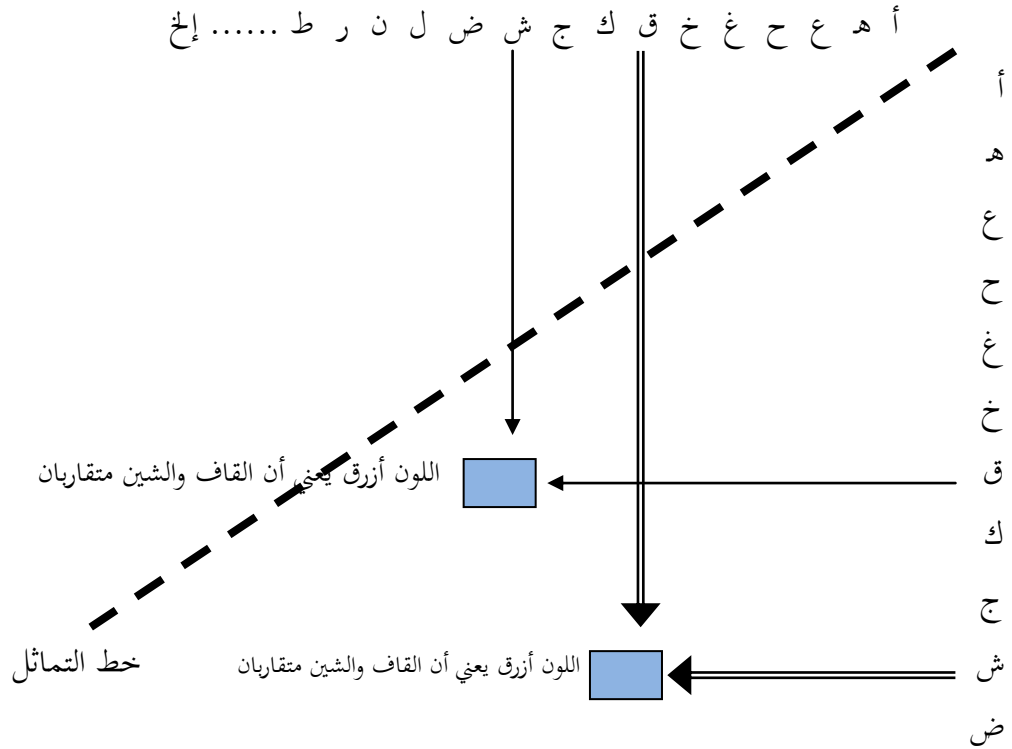 أ ﻫ ع ح غ خ ق ك ج ش ض ل ن ر ط ...... إلخ
أ
ﻫ
ع
ح
غ
خ
ق
اللون أزرق يعني أن القاف والشين متقاربان
ك
ج
ش
اللون أزرق يعني أن القاف والشين متقاربان
خط التماثل
ض